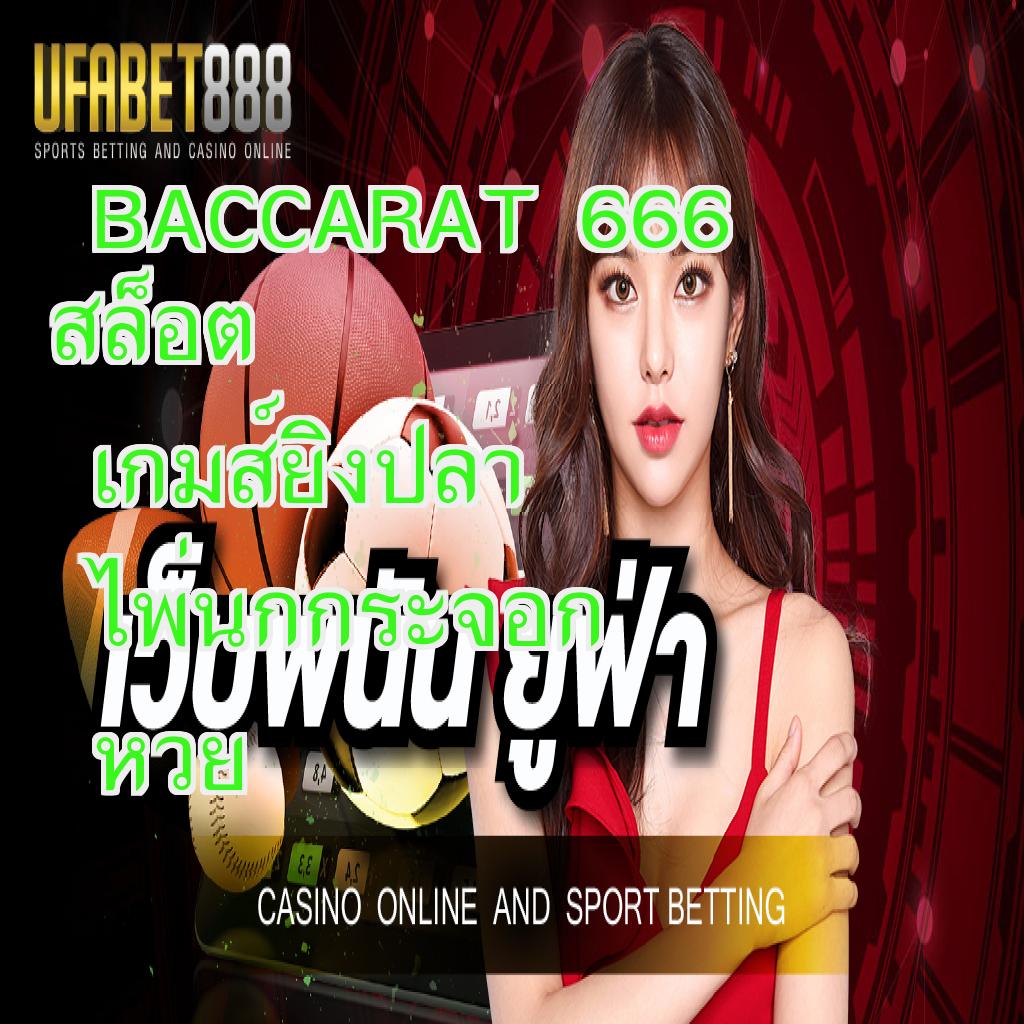 UFABET888
SPORTS BETTING AND CASINO ONLINE
BACCARAT 666
สล็อต
เกมส์ยิงปลา
ไพ่นกกระจอก
เว็บพนัน ยูฟ่า
หวย
CASINO ONLINE AND SPORT BETTING